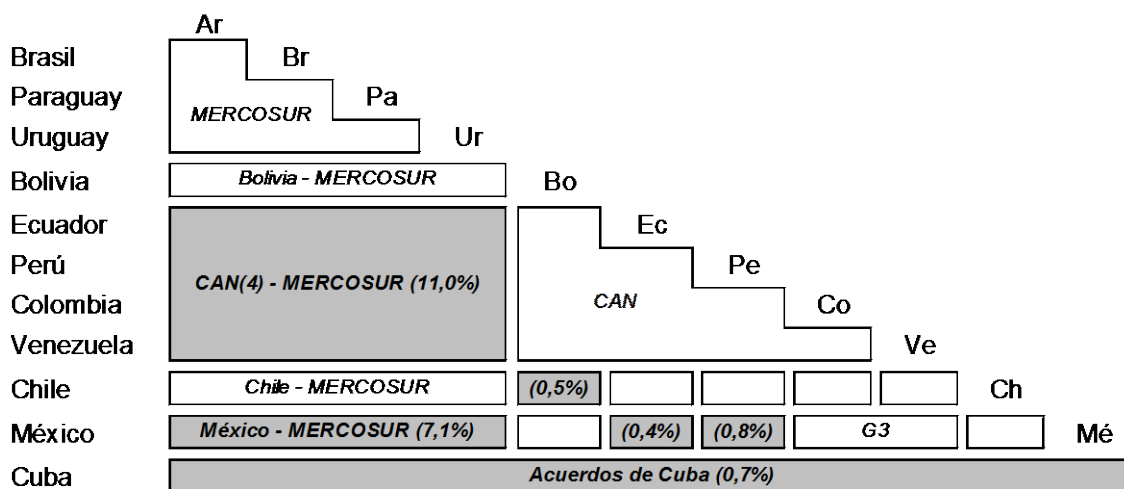 Ar
Brasil Br
Paraguay MERCOSUR Pa
Uruguay Ur
Bolivia Bolivia - MERCOSUR Bo
Ecuador Ec
Perú CAN(4) - MERCOSUR (11,0%) Pe
Colombia CAN Co
Venezuela Ve
Chile Chile - MERCOSUR (0,5%) Ch
México México - MERCOSUR (7,1%) (0,4%) (0,8%) G3 Mé
Cuba Acuerdos de Cuba (0,7%)